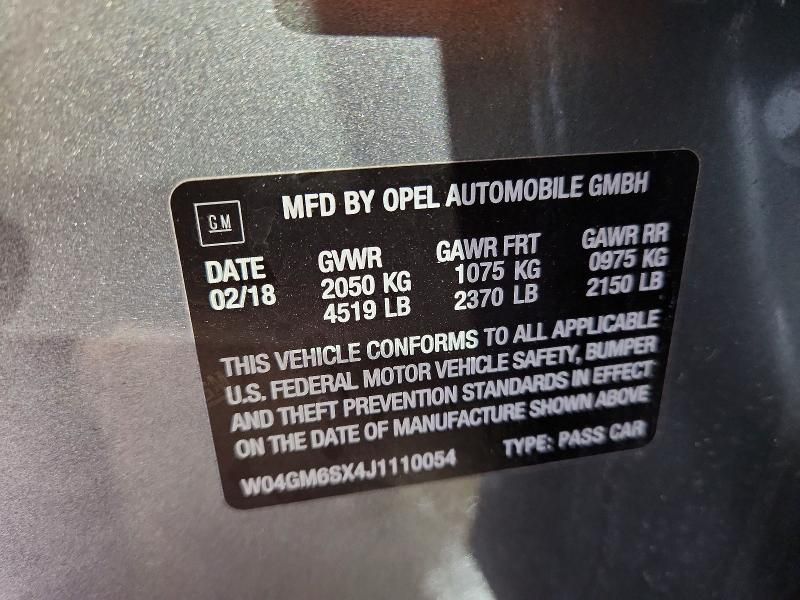 GM
MFD BY OPEL AUTOMOBILE GMBH
DATE GVWR GAWR FRT GAWR RR
02/18 2050 KG 1075 KG 0975 KG
4519 LB 2370 LB 2150 LB
THIS VEHICLE CONFORMS TO ALL APPLICABLE
U.S. FEDERAL MOTOR VEHICLE SAFETY, BUMPER
AND THEFT PREVENTION STANDARDS IN EFFECT
ON THE DATE OF MANUFACTURE SHOWN ABOVE
W04GM6SX4J1110054 TYPE: PASS CAR